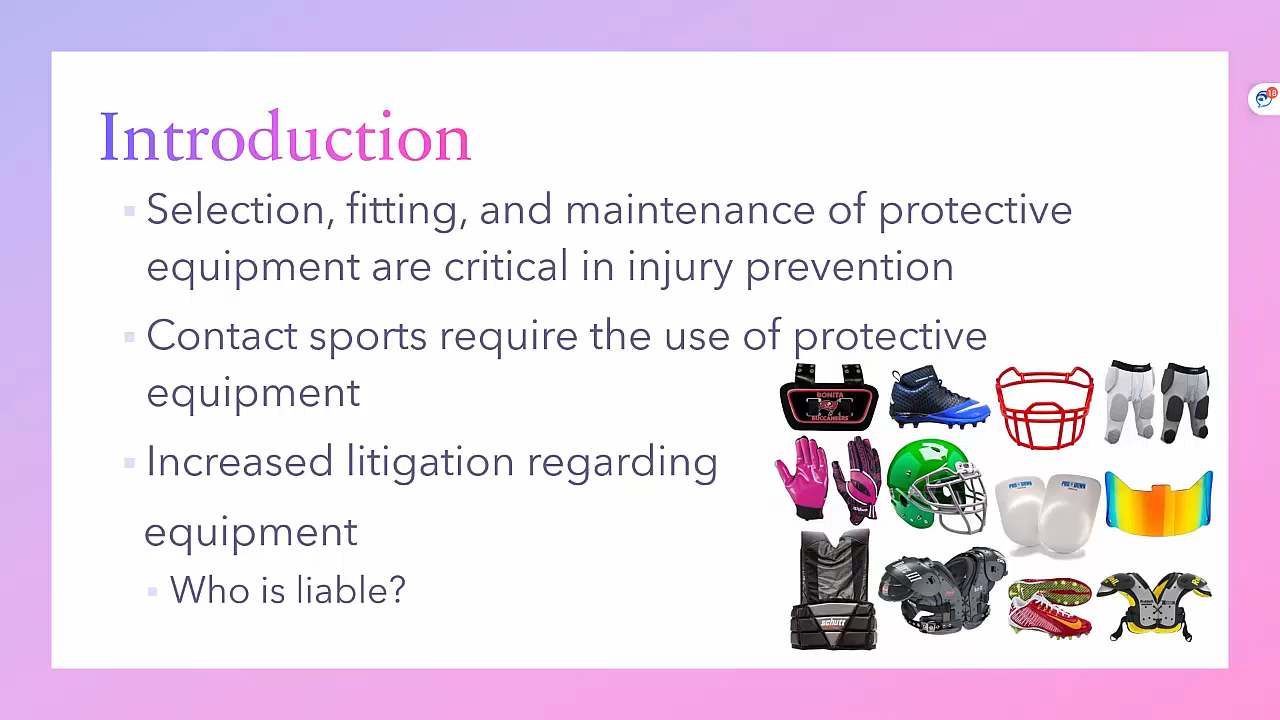 Introduction
Selection, fitting, and maintenance of protective
equipment are critical in injury prevention
Contact sports require the use of protective
equipment
Increased litigation regarding
equipment
Who is liable?
BONITA
BUCCANEERS
schutt